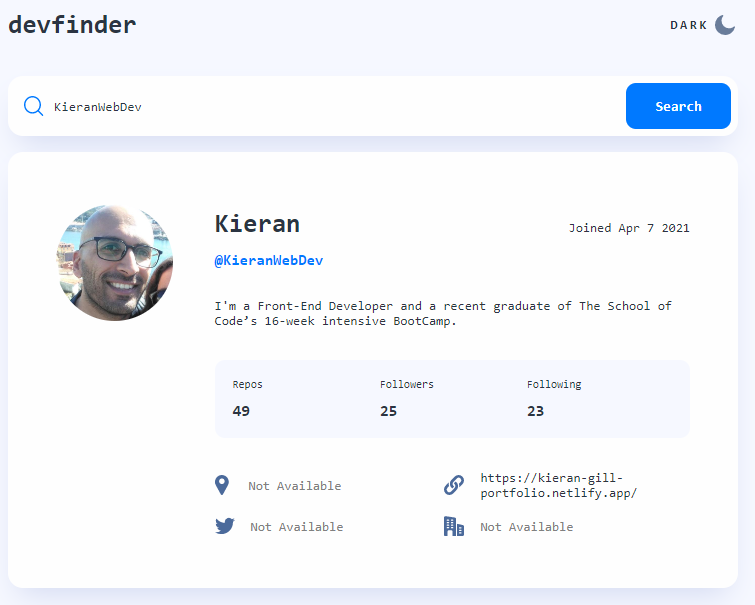 devfinder
DARK
KieranWebDev
Search
Kieran
Joined Apr 7 2021
@KieranWebDev
I'm a Front-End Developer and a recent graduate of The School of
Code’s 16-week intensive BootCamp.
Repos Followers Following
49 25 23
Not Available
https://kieran-gill-
portfolio.netlify.app/
Not Available
Not Available